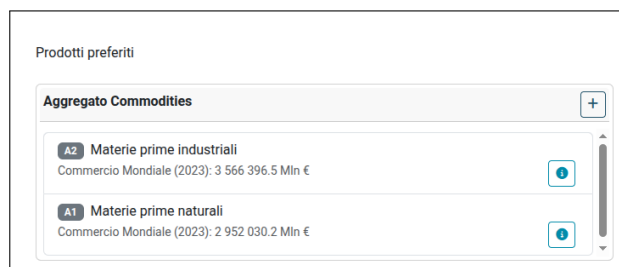 Prodotti preferiti
Aggregato Commodities
+
A2 Materie prime industriali
Commercio Mondiale (2023): 3 566 396.5 Mln €
A1 Materie prime naturali
Commercio Mondiale (2023): 2 952 030.2 Mln €